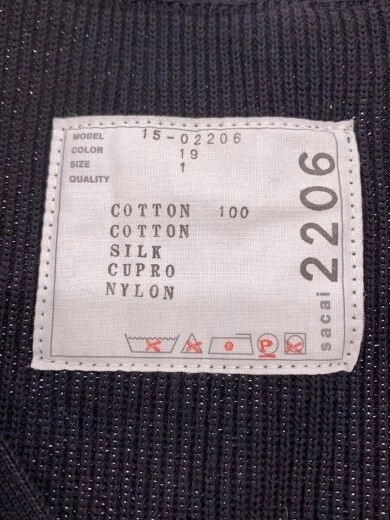 MODEL 15-02206
COLOR 19
SIZE 1
QUALITY
COTTON 100
COTTON
SILK
CUPRO
NYLON
P
sacai 2206